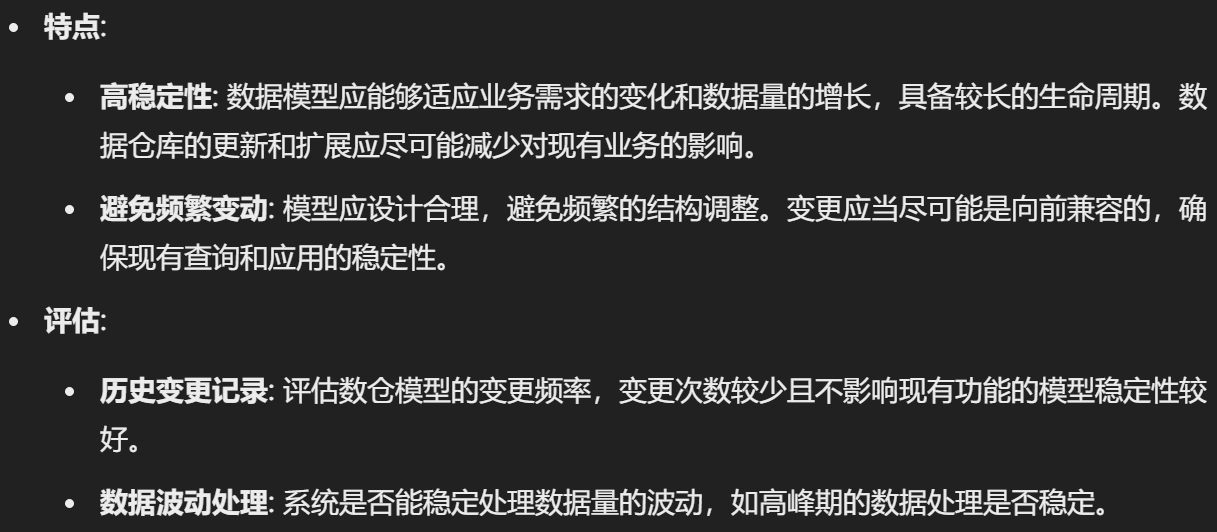 • 特点:
• 高稳定性: 数据模型应能够适应业务需求的变化和数据量的增长，具备较长的生命周期。数
据仓库的更新和扩展应尽可能减少对现有业务的影响。
• 避免频繁变动: 模型应设计合理，避免频繁的结构调整。变更应当尽可能是向前兼容的，确
保现有查询和应用的稳定性。
• 评估:
• 历史变更记录: 评估数仓模型的变更频率，变更次数较少且不影响现有功能的模型稳定性较
好。
• 数据波动处理: 系统是否能稳定处理数据量的波动，如高峰期的数据处理是否稳定。